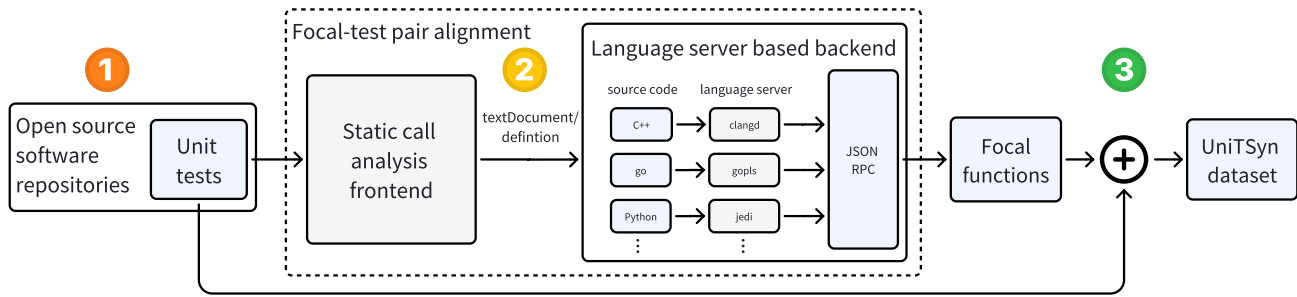 Focal-test pair alignment
1
Open source
software
repositories
Unit
tests
Static call
analysis
frontend
2
textDocument/
defintion
Language server based backend
source code
language server
C++
clangd
go
gopls
Python
jedi
JSON
RPC
Focal
functions
3
+
UniTSyn
dataset